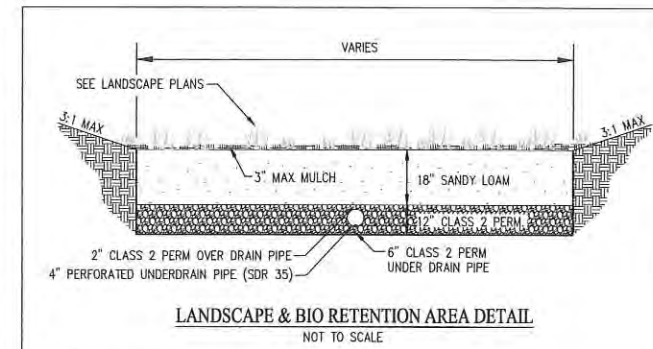 VARIES
SEE LANDSCAPE PLANS
3:1 MAX
3:1 MAX
3" MAX MULCH
18" SANDY LOAM
12" CLASS 2 PERM
2" CLASS 2 PERM OVER DRAIN PIPE
4" PERFORATED UNDERDRAIN PIPE (SDR 35)
6" CLASS 2 PERM
UNDER DRAIN PIPE
LANDSCAPE & BIO RETENTION AREA DETAIL
NOT TO SCALE